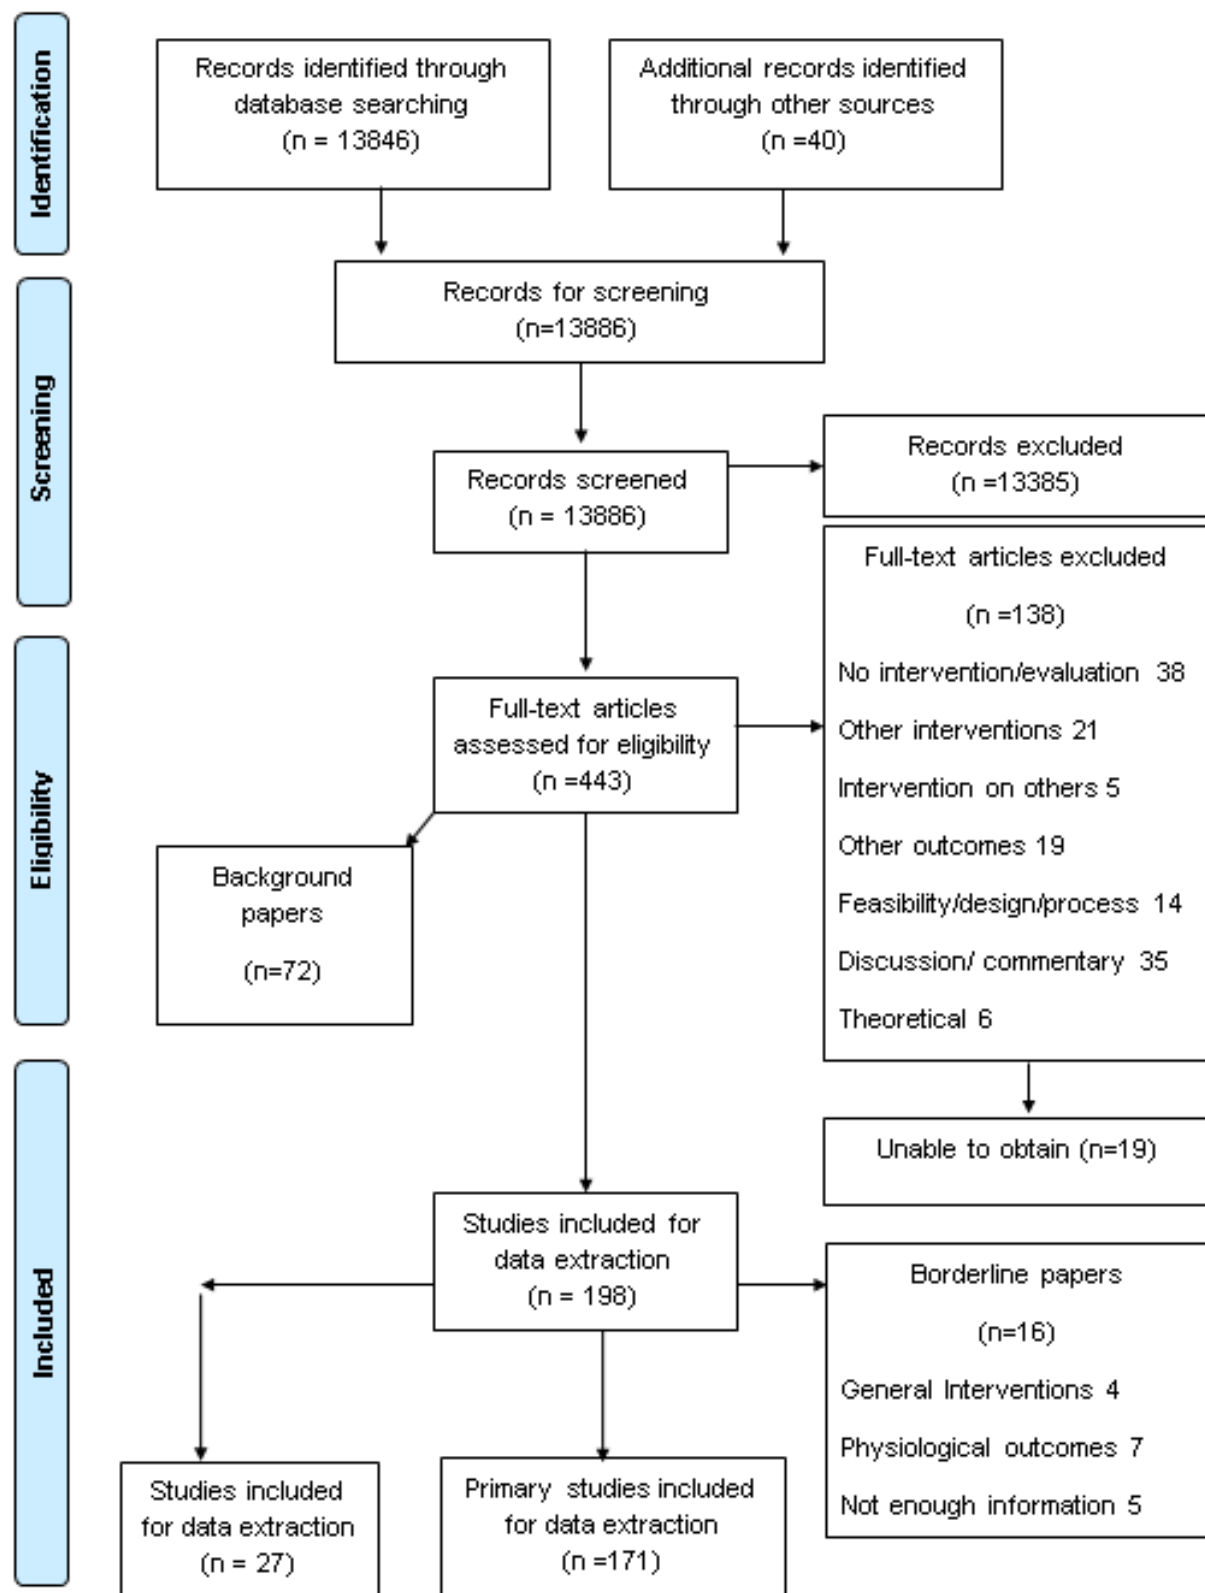 Identification
Records identified through
database searching
(n = 13846)
Additional records identified
through other sources
(n =40)
Screening
Records for screening
(n=13886)
Records screened
(n = 13886)
Records excluded
(n =13385)
Eligibility
Full-text articles
assessed for eligibility
(n =443)
Full-text articles excluded
(n =138)
No intervention/evaluation 38
Other interventions 21
Intervention on others 5
Other outcomes 19
Feasibility/design/process 14
Discussion/ commentary 35
Theoretical 6
Background
papers
(n=72)
Unable to obtain (n=19)
Included
Studies included for
data extraction
(n = 198)
Borderline papers
(n=16)
General Interventions 4
Physiological outcomes 7
Not enough information 5
Studies included
for data extraction
(n = 27)
Primary studies included
for data extraction
(n =171)